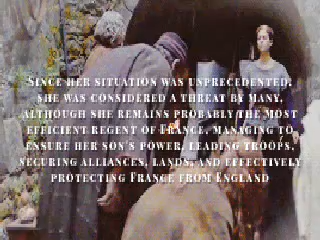 Since her situation was unprecedented,
she was considered a threat by many,
although she remains probably the most
efficient regent of France, managing to
ensure her son's power, leading troops,
securing alliances, lands, and effectively
protecting France from England